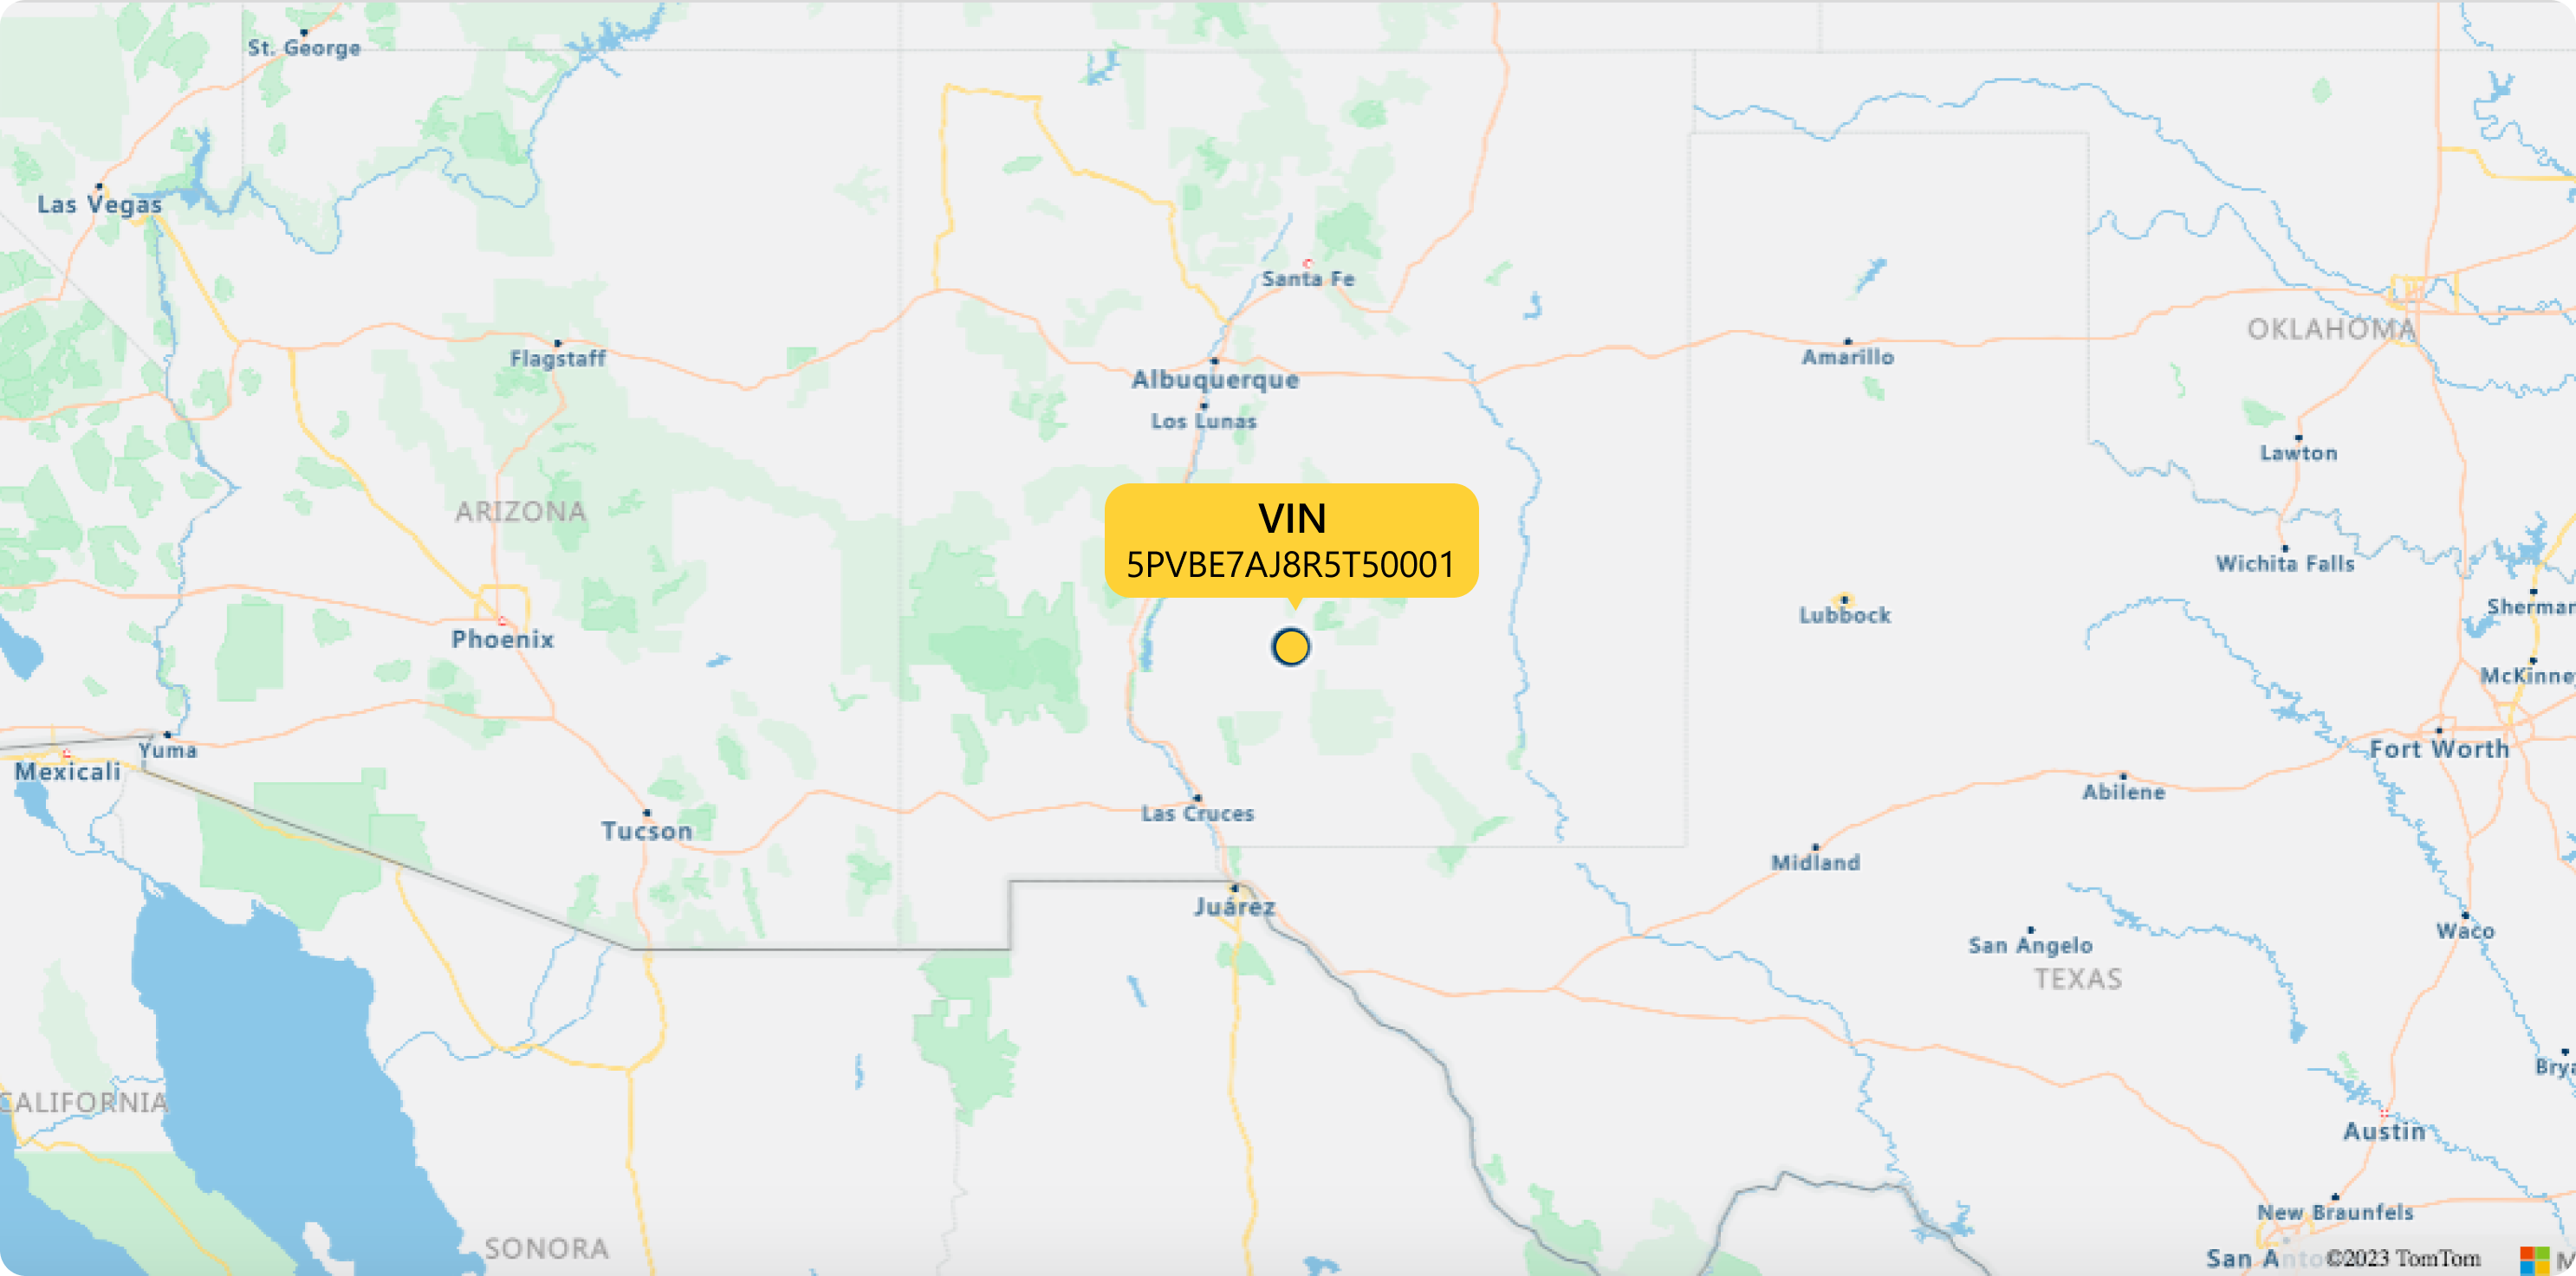 St. George
Las Vegas
Santa Fe
OKLAHOMA
Flagstaff
Amarillo
Albuquerque
Los Lunas
Lawton
ARIZONA
VIN
5PVBE7AJ8R5T50001
Wichita Falls
Sherman
Lubbock
Phoenix
McKinne
Yuma
Fort Worth
Mexicali
Abilene
Las Cruces
Tucson
Midland
Juárez
Waco
San Angelo
TEXAS
Brya
CALIFORNIA
Austin
New Braunfels
SONORA
San Anto
©2023 TomTom
M